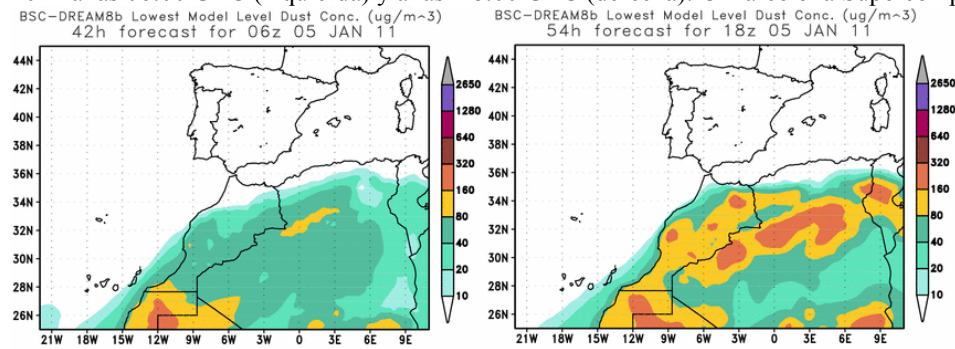 BSC-DREAM8b Lowest Model Level Dust Conc. (ug/m~3)
42h forecast for 06z 05 JAN 11
44N
42N
40N
38N
36N
34N
32N
30N
28N
26N
21W 18W 15W 12W 9W 6W 3W 0 3E 6E 9E
2650
1280
640
320
160
80
40
20
10
BSC-DREAM8b Lowest Model Level Dust Conc. (ug/m~3)
54h forecast for 18z 05 JAN 11
44N
42N
40N
38N
36N
34N
32N
30N
28N
26N
21W 18W 15W 12W 9W 6W 3W 0 3E 6E 9E
2650
1280
640
320
160
80
40
20
10